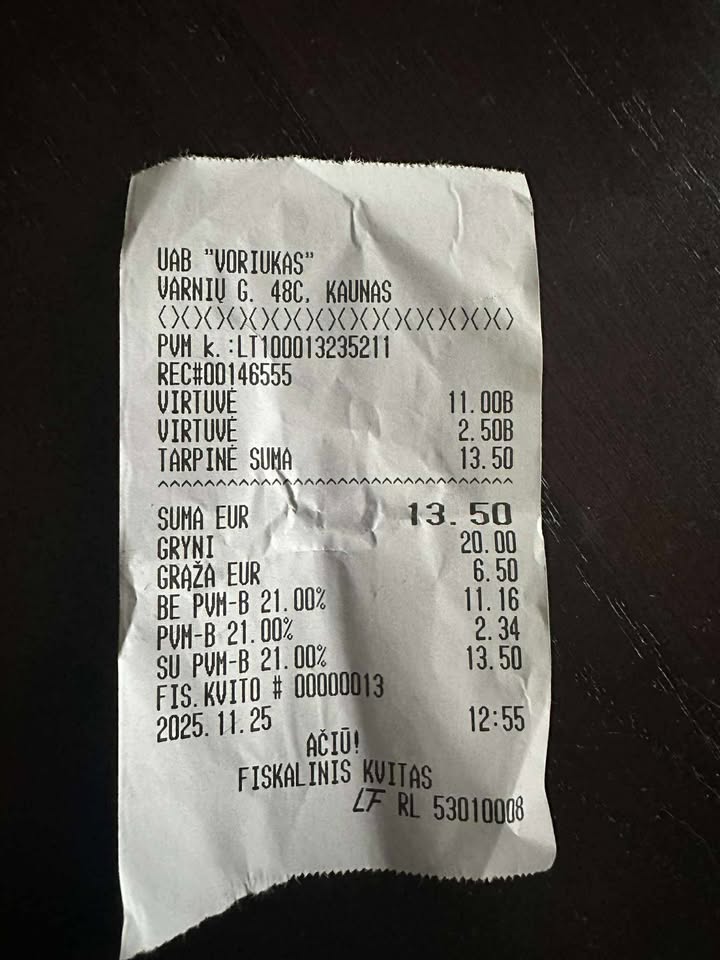 UAB "VORIUKAS"
VARNIŲ G. 48C, KAUNAS
PVM k.:LT100013235211
REC#00146555
VIRTUVĖ 11.00B
VIRTUVĖ 2.50B
TARPINĖ SUMA 13.50
SUMA EUR 13.50
GRYNI 20.00
GRĄŽA EUR 6.50
BE PVM-B 21.00% 11.16
PVM-B 21.00% 2.34
SU PVM-B 21.00% 13.50
FIS.KVITO # 00000013
2025.11.25 12:55
AČIŪ!
FISKALINIS KVITAS
LF RL 53010008